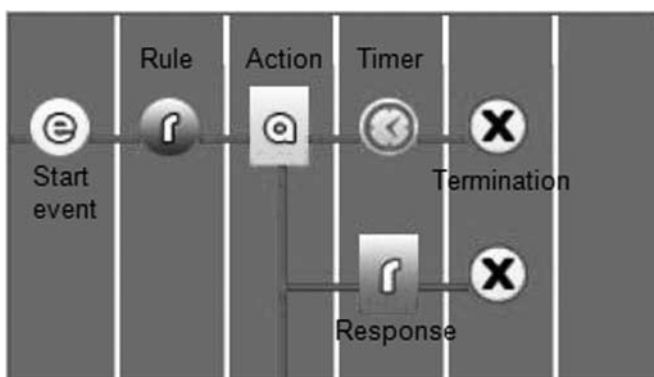 Rule Action Timer
e r a X
Start
event
Termination
r X
Response